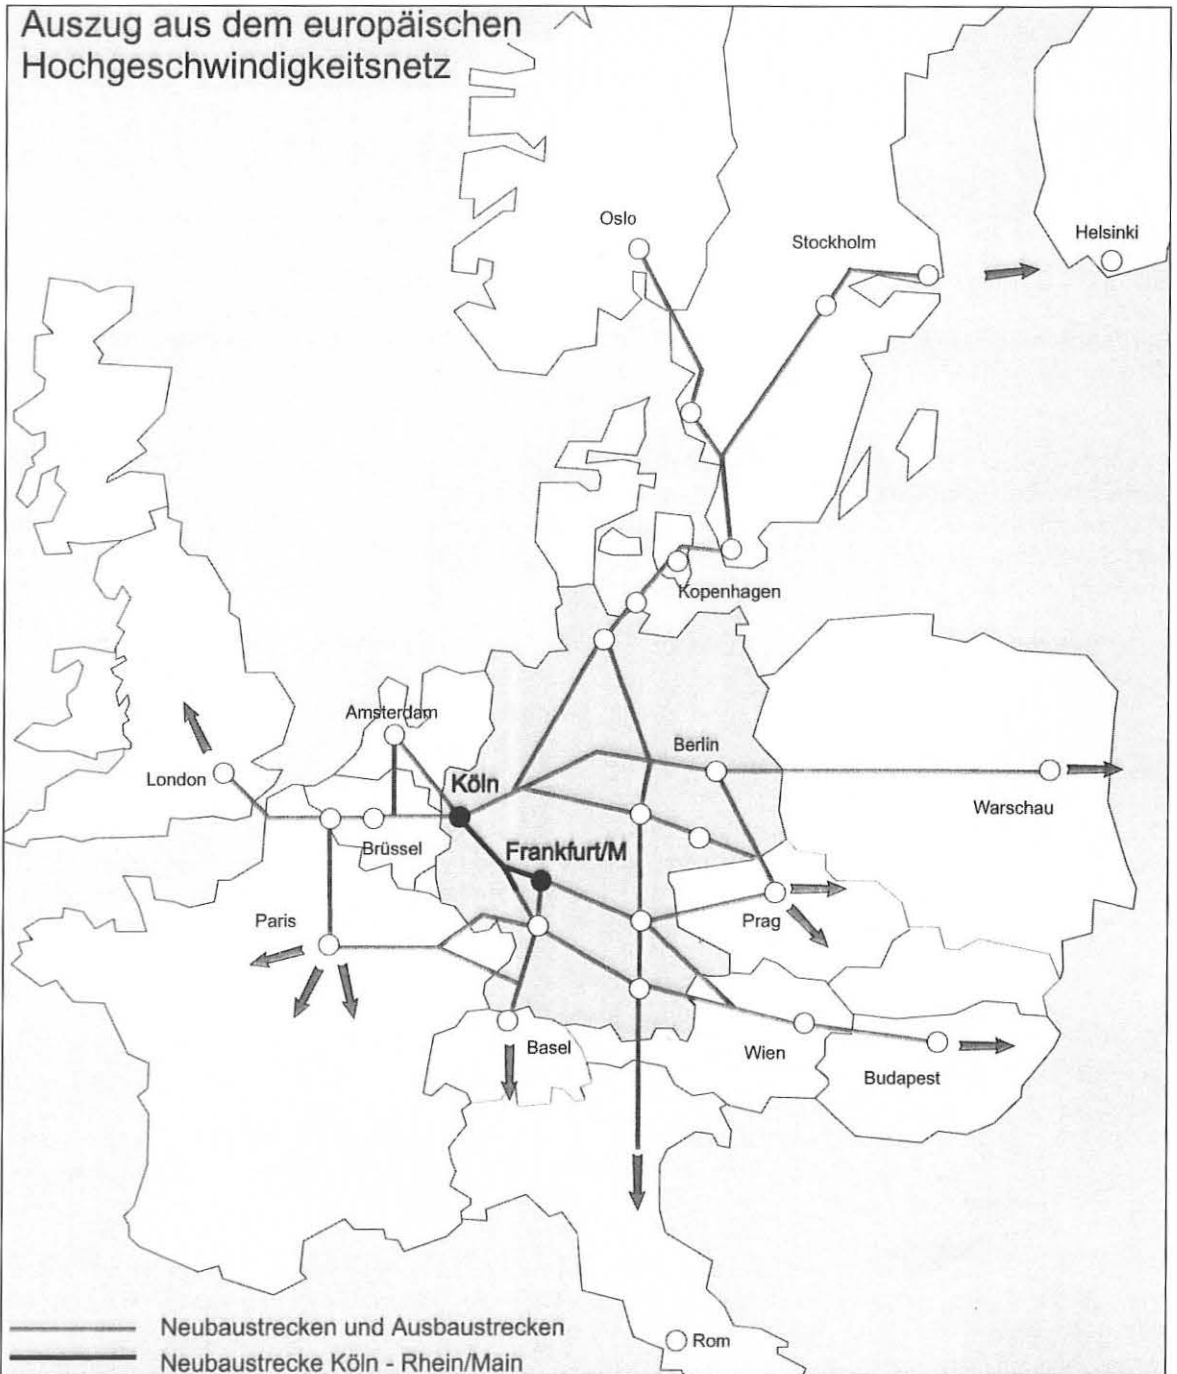 Auszug aus dem europäischen
Hochgeschwindigkeitsnetz
Oslo
Stockholm
Helsinki
Kopenhagen
Amsterdam
Berlin
London
Köln
Warschau
Brüssel
Frankfurt/M
Paris
Prag
Basel
Wien
Budapest
Neubaustrecken und Ausbaustrecken
Rom
Neubaustrecke Köln - Rhein/Main